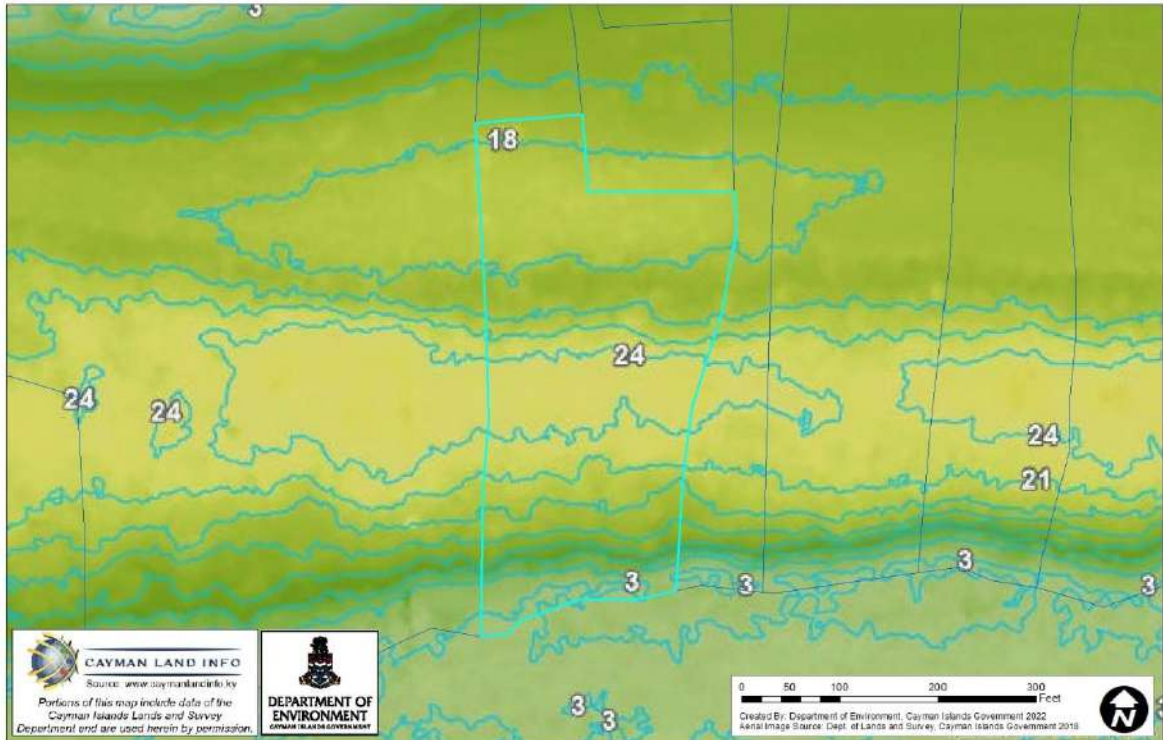 3
18
24
24
24
24
21
3
3
3
3
3
3
CAYMAN LAND INFO
Source: www.caymanlandinfo.ky
Portions of this map include data of the
Cayman Islands Lands and Survey
Department and are used herein by permission.
DEPARTMENT OF
ENVIRONMENT
CAYMAN ISLANDS GOVERNMENT
0 50 100 200 300
Feet
Created By: Department of Environment, Cayman Islands Government 2022
Aerial Image Source: Dept. of Lands and Survey, Cayman Islands Government 2018
N